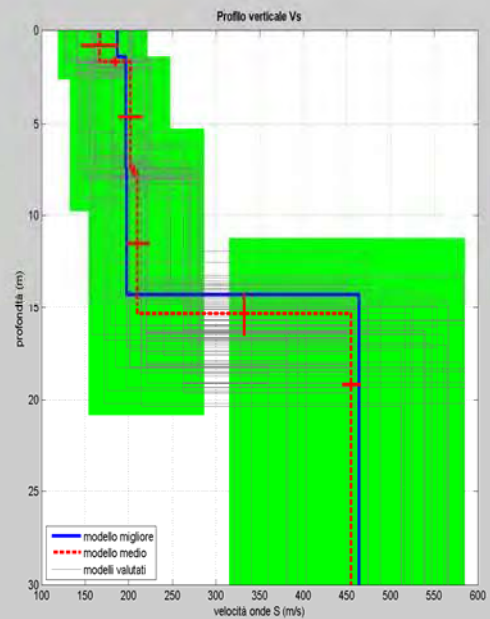 Profilo verticale Vs
0
5
10
15
20
25
30
profondità (m)
modello migliore
modello medio
modelli valutati
100 150 200 250 300 350 400 450 500 550 600
velocità onde S (m/s)